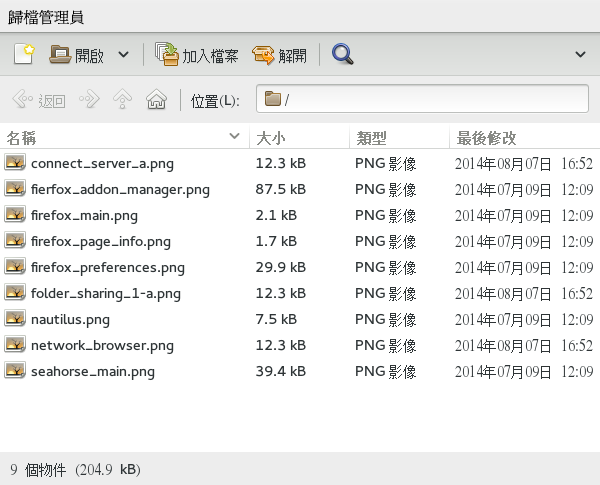 歸檔管理員
開啟 加入檔案 解開
返回 位置(L): /
名稱 大小 類型 最後修改
connect_server_a.png 12.3 kB PNG 影像 2014年08月07日 16:52
fierfox_addon_manager.png 87.5 kB PNG 影像 2014年07月09日 12:09
firefox_main.png 2.1 kB PNG 影像 2014年07月09日 12:09
firefox_page_info.png 1.7 kB PNG 影像 2014年07月09日 12:09
firefox_preferences.png 29.9 kB PNG 影像 2014年07月09日 12:09
folder_sharing_1-a.png 12.3 kB PNG 影像 2014年08月07日 16:52
nautilus.png 7.5 kB PNG 影像 2014年07月09日 12:09
network_browser.png 12.3 kB PNG 影像 2014年08月07日 16:52
seahorse_main.png 39.4 kB PNG 影像 2014年07月09日 12:09
9 個物件 (204.9 kB)